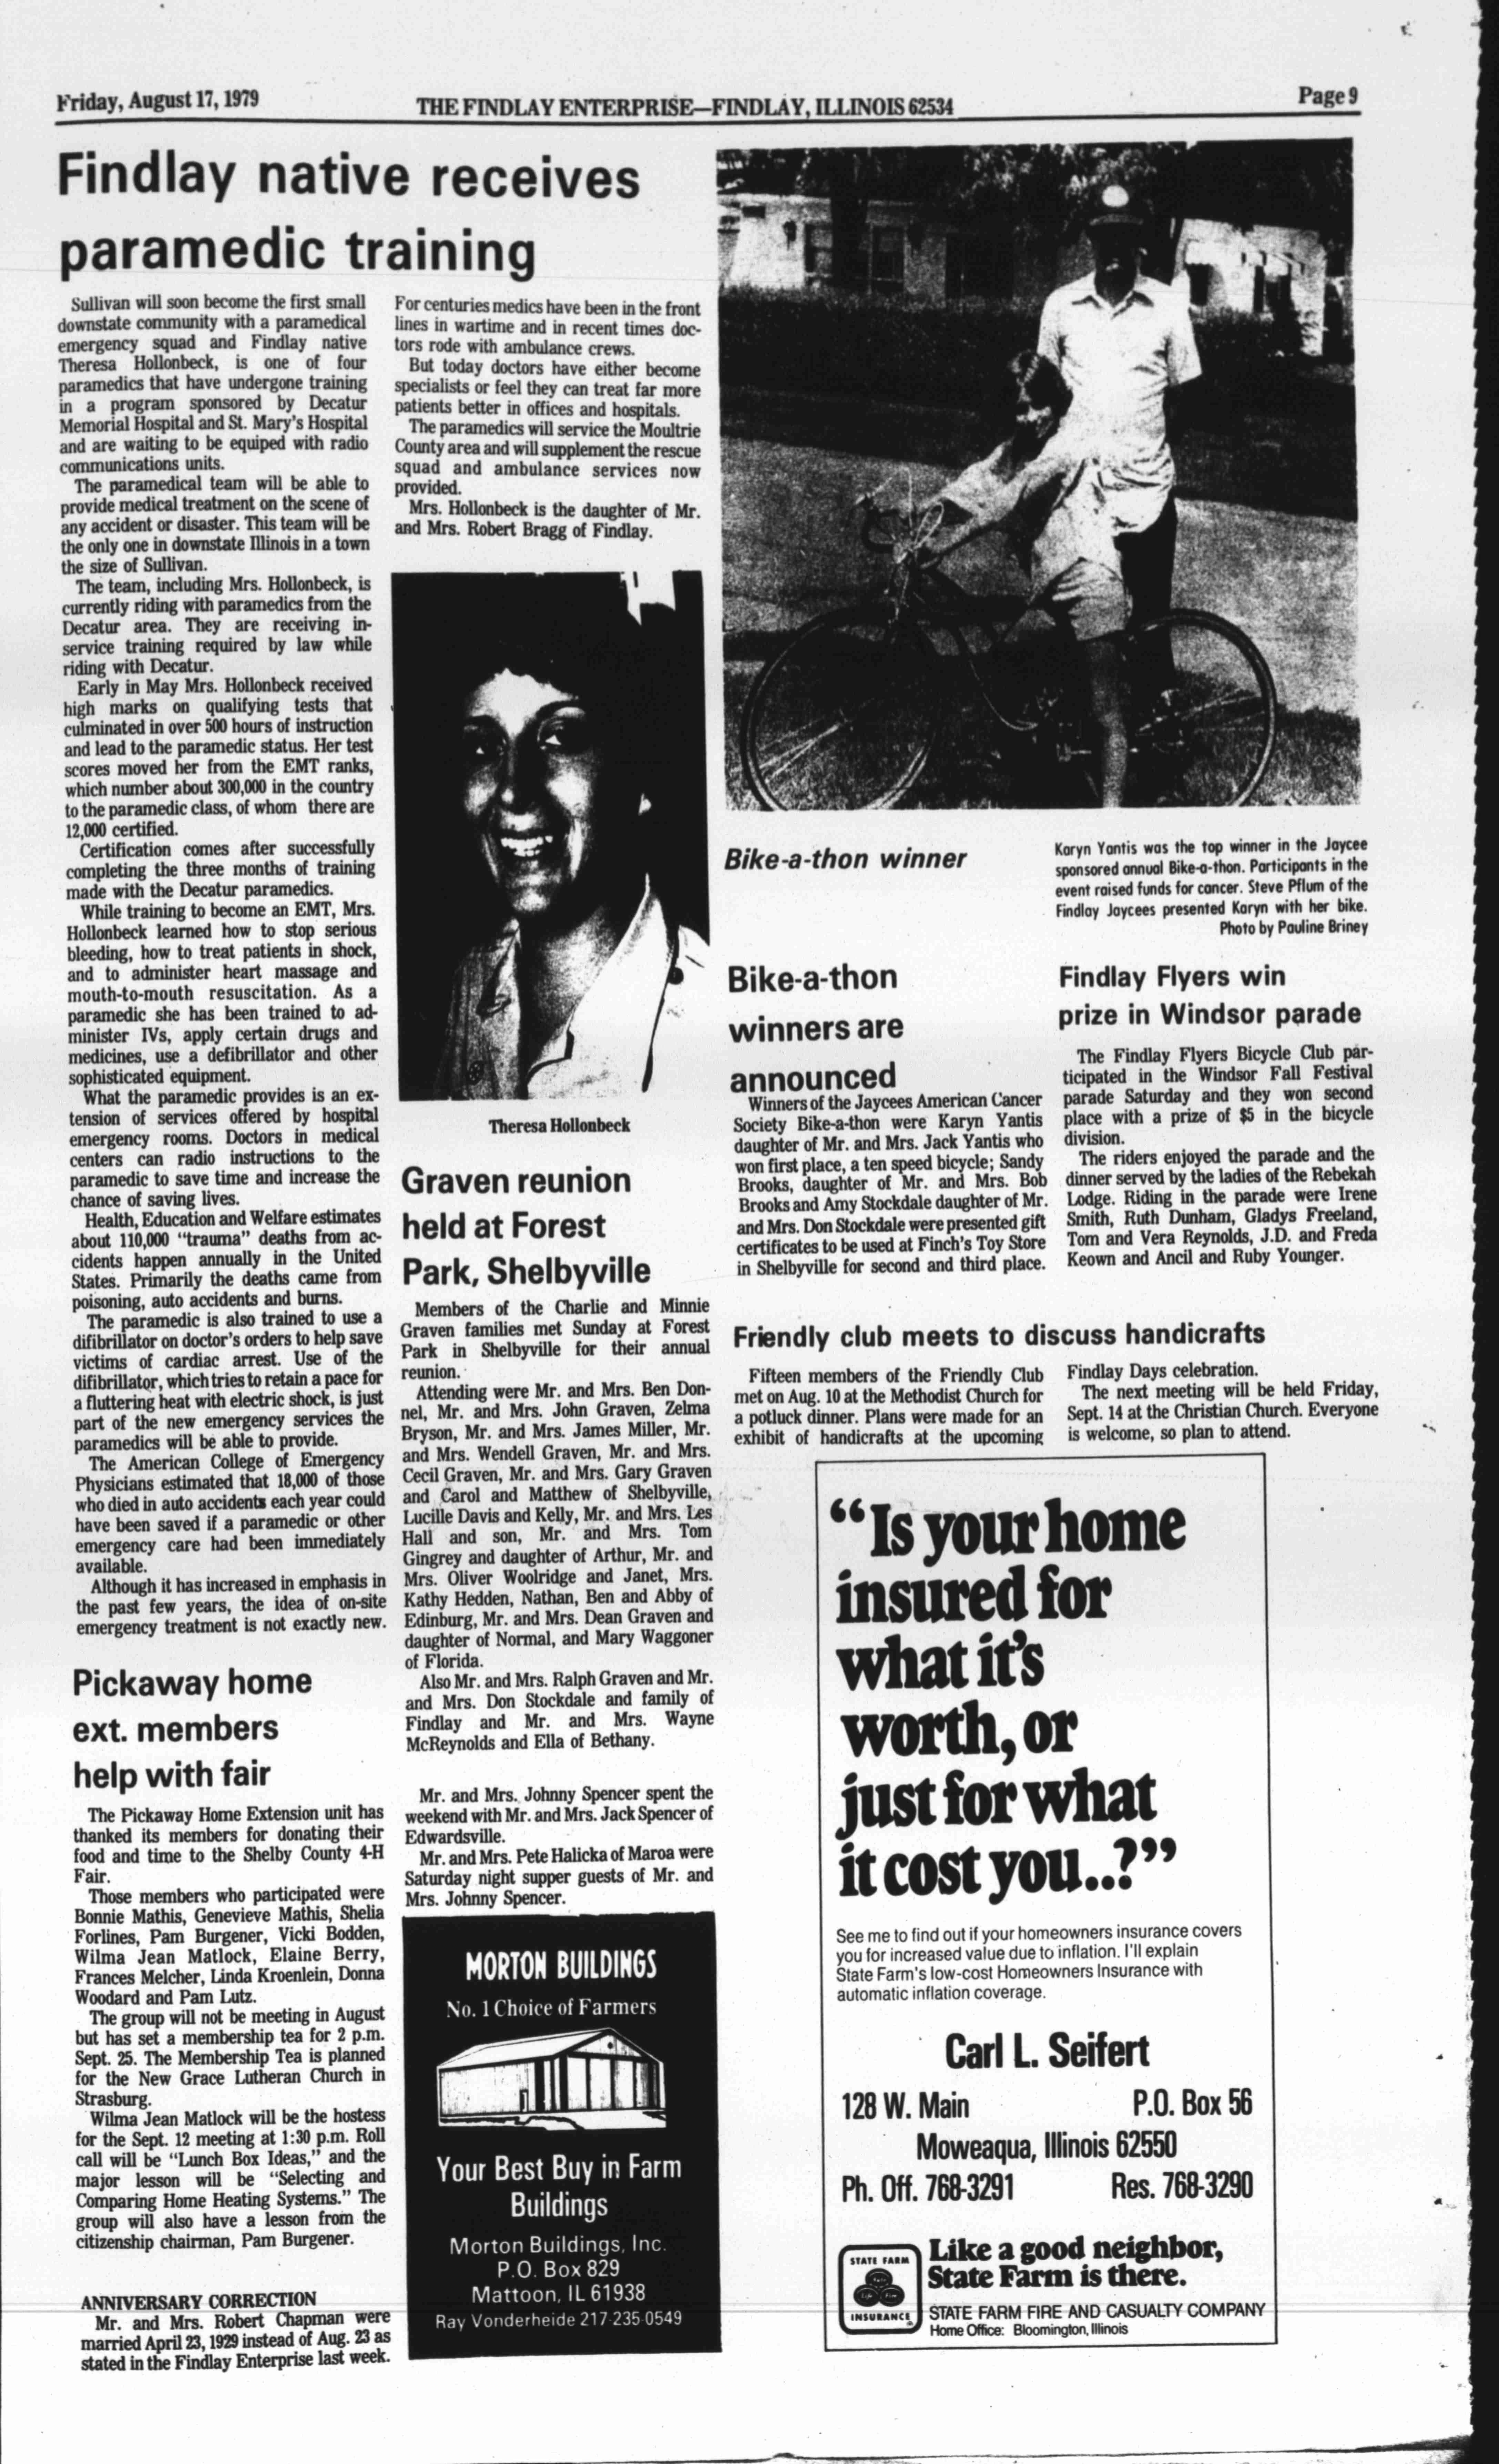 Friday, August 17, 1979
THE FINDLAY ENTERPRISE—FINDLAY, ILLINOIS 62534
Page 9
Findlay native receives
paramedic training
Sullivan will soon become the first small
downstate community with a paramedical
emergency squad and Findlay native
Theresa Hollonbeck, is one of four
paramedics that have undergone training
in a program sponsored by Decatur
Memorial Hospital and St. Mary's Hospital
and are waiting to be equiped with radio
communications units.
The paramedical team will be able to
provide medical treatment on the scene of
any accident or disaster. This team will be
the only one in downstate Illinois in a town
the size of Sullivan.
The team, including Mrs. Hollonbeck, is
currently riding with paramedics from the
Decatur area. They are receiving in-
service training required by law while
riding with Decatur.
Early in May Mrs. Hollonbeck received
high marks on qualifying tests that
culminated in over 500 hours of instruction
and lead to the paramedic status. Her test
scores moved her from the EMT ranks,
which number about 300,000 in the country
to the paramedic class, of whom there are
12,000 certified.
Certification comes after successfully
completing the three months of training
made with the Decatur paramedics.
While training to become an EMT, Mrs.
Hollonbeck learned how to stop serious
bleeding, how to treat patients in shock,
and to administer heart massage and
mouth-to-mouth resuscitation. As a
paramedic she has been trained to ad-
minister IVs, apply certain drugs and
medicines, use a defibrillator and other
sophisticated equipment.
What the paramedic provides is an ex-
tension of services offered by hospital
emergency rooms. Doctors in medical
centers can radio instructions to the
paramedic to save time and increase the
chance of saving lives.
Health, Education and Welfare estimates
about 110,000 "trauma" deaths from ac-
cidents happen annually in the United
States. Primarily the deaths came from
poisoning, auto accidents and burns.
The paramedic is also trained to use a
difibrillator on doctor's orders to help save
victims of cardiac arrest. Use of the
difibrillator, which tries to retain a pace for
a fluttering heat with electric shock, is just
part of the new emergency services the
paramedics will be able to provide.
The American College of Emergency
Physicians estimated that 18,000 of those
who died in auto accidents each year could
have been saved if a paramedic or other
emergency care had been immediately
available.
Although it has increased in emphasis in
the past few years, the idea of on-site
emergency treatment is not exactly new.
For centuries medics have been in the front
lines in wartime and in recent times doc-
tors rode with ambulance crews.
But today doctors have either become
specialists or feel they can treat far more
patients better in offices and hospitals.
The paramedics will service the Moultrie
County area and will supplement the rescue
squad and ambulance services now
provided.
Mrs. Hollonbeck is the daughter of Mr.
and Mrs. Robert Bragg of Findlay.
Theresa Hollonbeck
Pickaway home
ext. members
help with fair
The Pickaway Home Extension unit has
thanked its members for donating their
food and time to the Shelby County 4-H
Fair.
Those members who participated were
Bonnie Mathis, Genevieve Mathis, Shelia
Forlines, Pam Burgener, Vicki Bodden,
Wilma Jean Matlock, Elaine Berry,
Frances Melcher, Linda Kroenlein, Donna
Woodard and Pam Lutz.
The group will not be meeting in August
but has set a membership tea for 2 p.m.
Sept. 25. The Membership Tea is planned
for the New Grace Lutheran Church in
Strasburg.
Wilma Jean Matlock will be the hostess
for the Sept. 12 meeting at 1:30 p.m. Roll
call will be "Lunch Box Ideas," and the
major lesson will be "Selecting and
Comparing Home Heating Systems." The
group will also have a lesson from the
citizenship chairman, Pam Burgener.
ANNIVERSARY CORRECTION
Mr. and Mrs. Robert Chapman were
married April 23, 1929 instead of Aug. 23 as
stated in the Findlay Enterprise last week.
Graven reunion
held at Forest
Park, Shelbyville
Members of the Charlie and Minnie
Graven families met Sunday at Forest
Park in Shelbyville for their annual
reunion.
Attending were Mr. and Mrs. Ben Don-
nel, Mr. and Mrs. John Graven, Zelma
Bryson, Mr. and Mrs. James Miller, Mr.
and Mrs. Wendell Graven, Mr. and Mrs.
Cecil Graven, Mr. and Mrs. Gary Graven
and Carol and Matthew of Shelbyville,
Lucille Davis and Kelly, Mr. and Mrs. Les
Hall and son, Mr. and Mrs. Tom
Gingrey and daughter of Arthur, Mr. and
Mrs. Oliver Woolridge and Janet, Mrs.
Kathy Hedden, Nathan, Ben and Abby of
Edinburg, Mr. and Mrs. Dean Graven and
daughter of Normal, and Mary Waggoner
of Florida.
Also Mr. and Mrs. Ralph Graven and Mr.
and Mrs. Don Stockdale and family of
Findlay and Mr. and Mrs. Wayne
McReynolds and Ella of Bethany.
Mr. and Mrs. Johnny Spencer spent the
weekend with Mr. and Mrs. Jack Spencer of
Edwardsville.
Mr. and Mrs. Pete Halicka of Maroa were
Saturday night supper guests of Mr. and
Mrs. Johnny Spencer.
MORTON BUILDINGS
No. 1 Choice of Farmers
Your Best Buy in Farm
Buildings
Morton Buildings, Inc.
P.O. Box 829
Mattoon, IL 61938
Ray Vonderheide 217-235-0549
Bike-a-thon winner
Karyn Yantis was the top winner in the Jaycee
sponsored annual Bike-a-thon. Participants in the
event raised funds for cancer. Steve Pflum of the
Findlay Jaycees presented Karyn with her bike.
Photo by Pauline Briney
Bike-a-thon
winners are
announced
Winners of the Jaycees American Cancer
Society Bike-a-thon were Karyn Yantis
daughter of Mr. and Mrs. Jack Yantis who
won first place, a ten speed bicycle; Sandy
Brooks, daughter of Mr. and Mrs. Bob
Brooks and Amy Stockdale daughter of Mr.
and Mrs. Don Stockdale were presented gift
certificates to be used at Finch's Toy Store
in Shelbyville for second and third place.
Findlay Flyers win
prize in Windsor parade
The Findlay Flyers Bicycle Club par-
ticipated in the Windsor Fall Festival
parade Saturday and they won second
place with a prize of $5 in the bicycle
division.
The riders enjoyed the parade and the
dinner served by the ladies of the Rebekah
Lodge. Riding in the parade were Irene
Smith, Ruth Dunham, Gladys Freeland,
Tom and Vera Reynolds, J.D. and Freda
Keown and Ancil and Ruby Younger.
Friendly club meets to discuss handicrafts
Fifteen members of the Friendly Club
met on Aug. 10 at the Methodist Church for
a potluck dinner. Plans were made for an
exhibit of handicrafts at the upcoming
Findlay Days celebration.
The next meeting will be held Friday,
Sept. 14 at the Christian Church. Everyone
is welcome, so plan to attend.
"Is your home
insured for
what it's
worth, or
just for what
it cost you..?"
See me to find out if your homeowners insurance covers
you for increased value due to inflation. I'll explain
State Farm's low-cost Homeowners Insurance with
automatic inflation coverage.
Carl L. Seifert
128 W. Main P.O. Box 56
Moweaqua, Illinois 62550
Ph. Off. 768-3291 Res. 768-3290
STATE FARM
INSURANCE
Like a good neighbor,
State Farm is there.
STATE FARM FIRE AND CASUALTY COMPANY
Home Office: Bloomington, Illinois